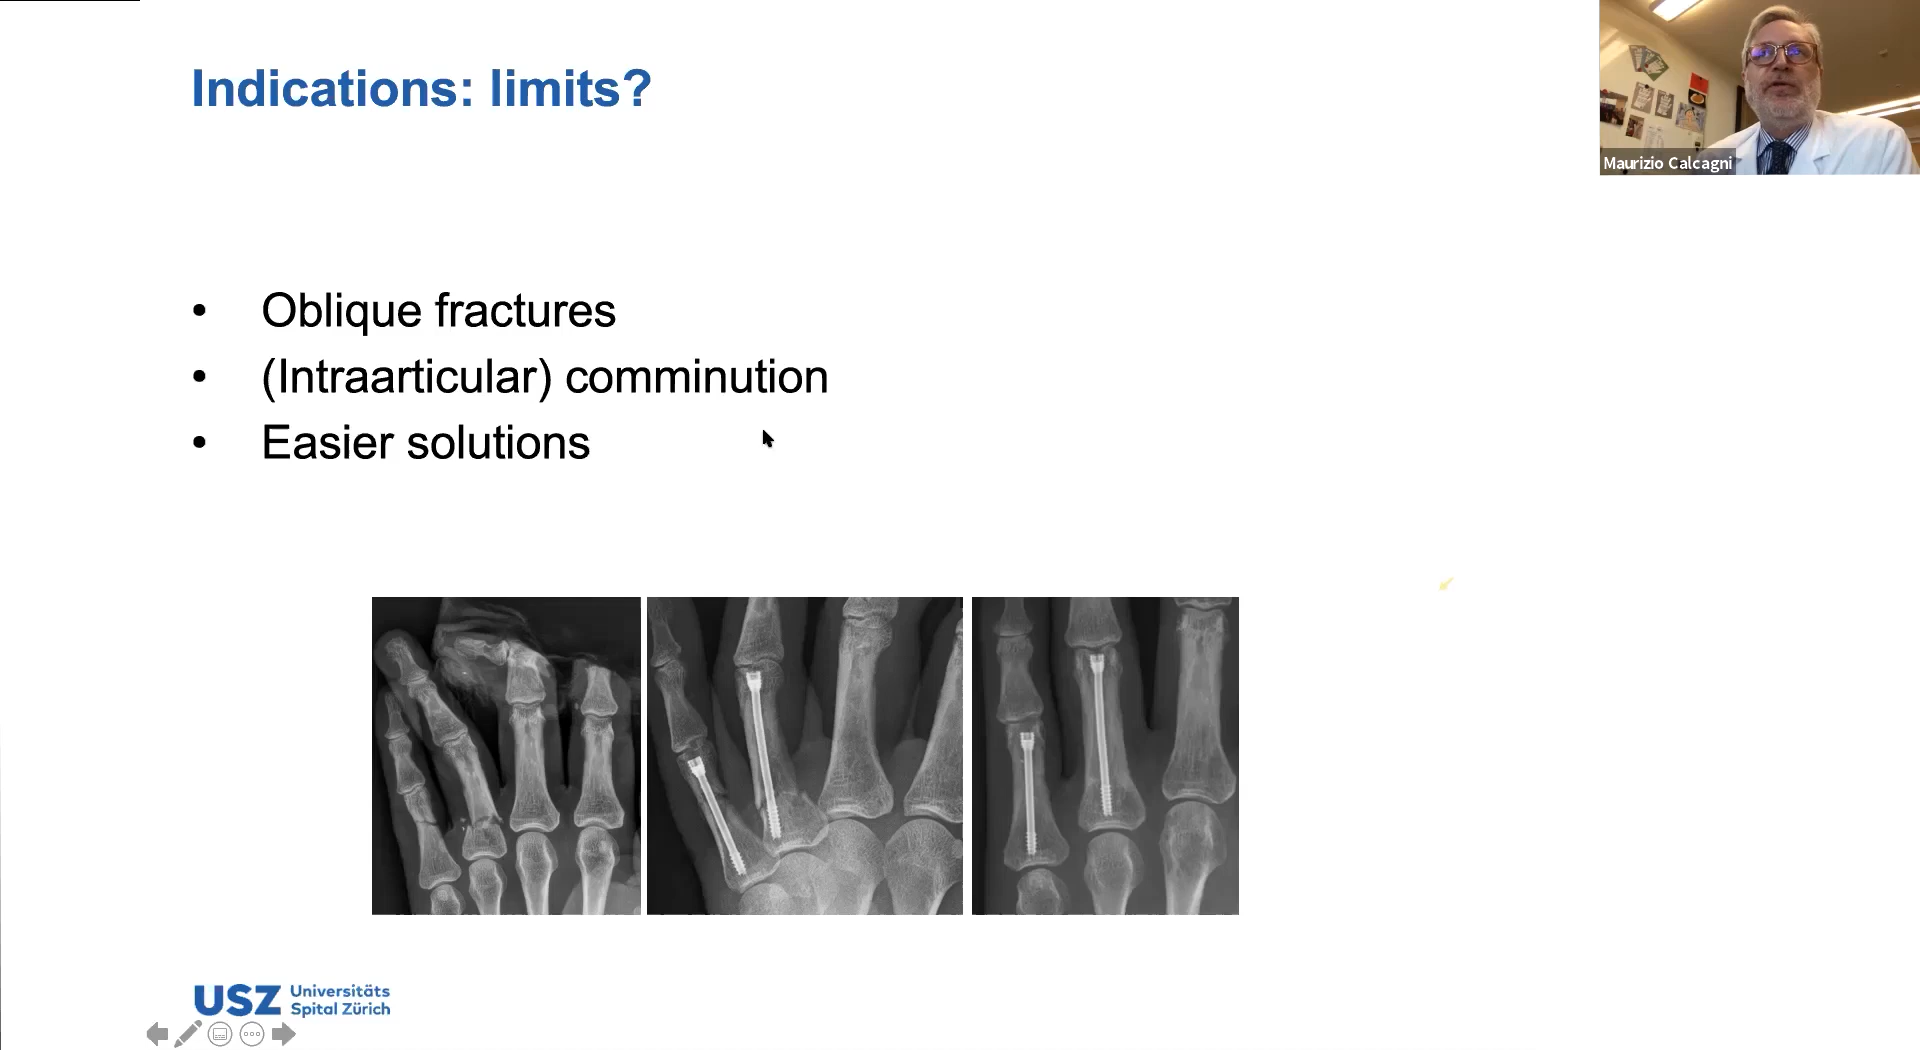 Indications: limits?
Maurizio Calcagni
• Oblique fractures
• (Intraarticular) comminution
• Easier solutions
USZ Universitäts
Spital Zürich